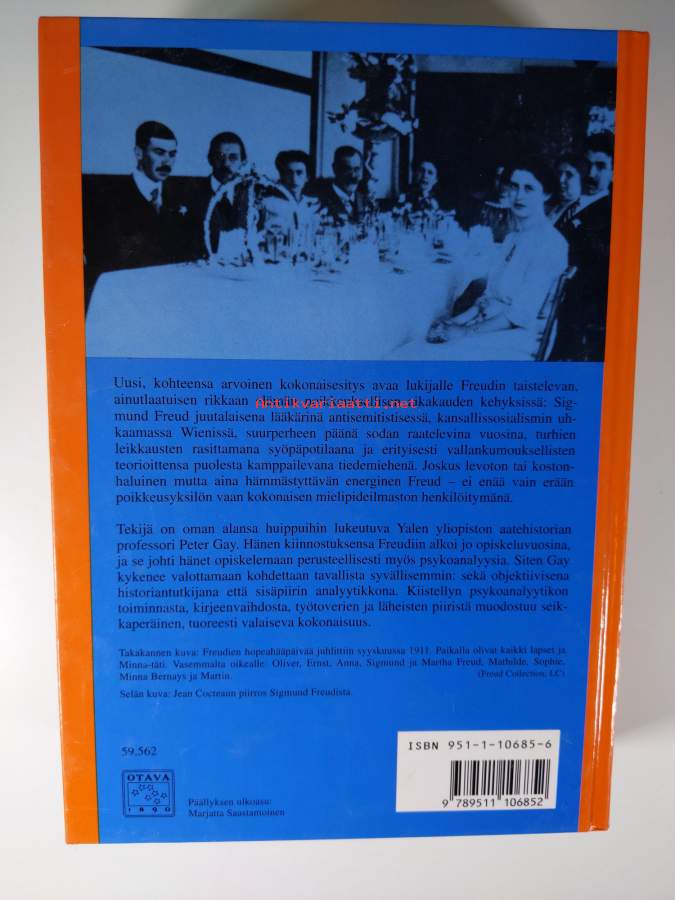 Uusi, kohteensa arvoinen kokonaisesitys avaa lukijalle Freudin taistelevan,
ainutlaatuisen rikkaan aikakauden kehyksissä: Sig-
antikvariaatti.net
mund Freud juutalaisena lääkärinä antisemitistisessä, kansallissosialismin uh-
kaamassa Wienissä, suurperheen päänä sodan raatelevina vuosina, turhien
leikkausten rasittamana syöpäpotilaana ja erityisesti vallankumouksellisten
teorioittensa puolesta kamppailevana tiedemiehenä. Joskus levoton tai koston-
haluinen mutta aina hämmästyttävän energinen Freud – ei enää vain erään
poikkeusyksilön vaan kokonaisen mielipideilmaston henkilöitymänä.
Tekijä on oman alansa huippuihin lukeutuva Yalen yliopiston aatehistorian
professori Peter Gay. Hänen kiinnostuksensa Freudiin alkoi jo opiskeluvuosina,
ja se johti hänet opiskelemaan perusteellisesti myös psykoanalyysia. Siten Gay
kykenee valottamaan kohdettaan tavallista syvällisemmin: sekä objektiivisena
historiantutkijana että sisäpiirin analyytikkona. Kiistellyn psykoanalyytikon
toiminnasta, kirjeenvaihdosta, työtoverien ja läheisten piiristä muodostuu seik-
kaperäinen, tuoreesti valaiseva kokonaisuus.
Takakannen kuva: Freudien hopeahääpäivää juhlittiin syyskuussa 1911. Paikalla olivat kaikki lapset ja
Minna-täti. Vasemmalta oikealle: Oliver, Ernst, Anna, Sigmund ja Martha Freud, Mathilde, Sophie,
Minna Bernays ja Martin. (Freud Collection, LC)
Selän kuva: Jean Cocteaun piirros Sigmund Freudista.
59,562
OTAVA
1890
Päällyksen ulkoasu:
Marjatta Saastamoinen
ISBN 951-1-10685-6
9 789511 106852